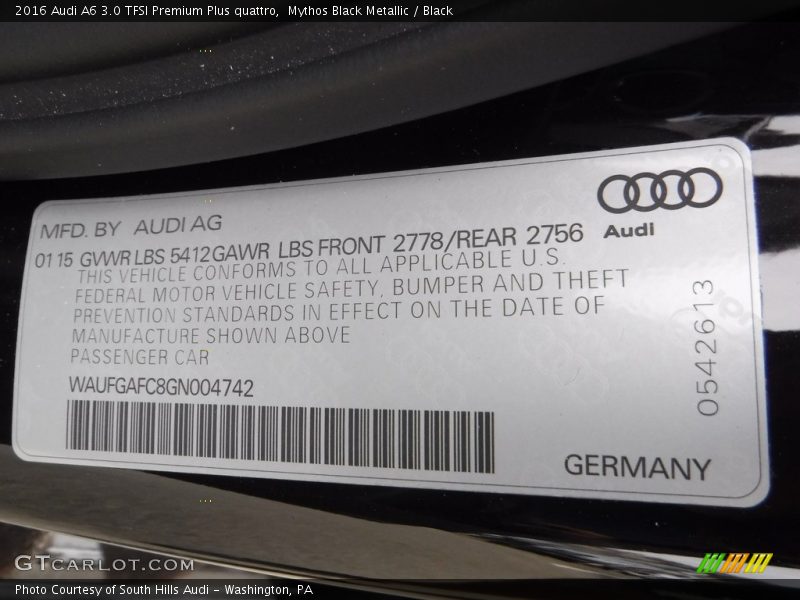 2016 Audi A6 3.0 TFSI Premium Plus quattro,  Mythos Black Metallic / Black
MFD. BY  AUDI AG
Audi
01 15 GVWR LBS 5412 GAWR LBS FRONT 2778/REAR 2756
THIS VEHICLE CONFORMS TO ALL APPLICABLE U.S.
FEDERAL MOTOR VEHICLE SAFETY, BUMPER AND THEFT
PREVENTION STANDARDS IN EFFECT ON THE DATE OF
MANUFACTURE SHOWN ABOVE
PASSENGER CAR
WAUFGAFC8GN004742
0542613
GERMANY
GTCARLOT.COM
Photo Courtesy of South Hills Audi - Washington, PA